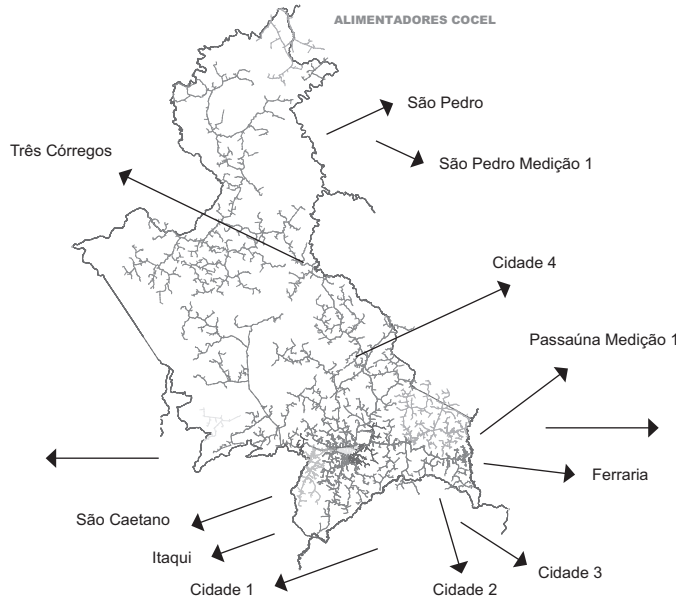 ALIMENTADORES COCEL
São Pedro
Três Córregos
São Pedro Medição 1
Cidade 4
Passaúna Medição 1
Ferraria
São Caetano
Itaqui
Cidade 3
Cidade 1
Cidade 2